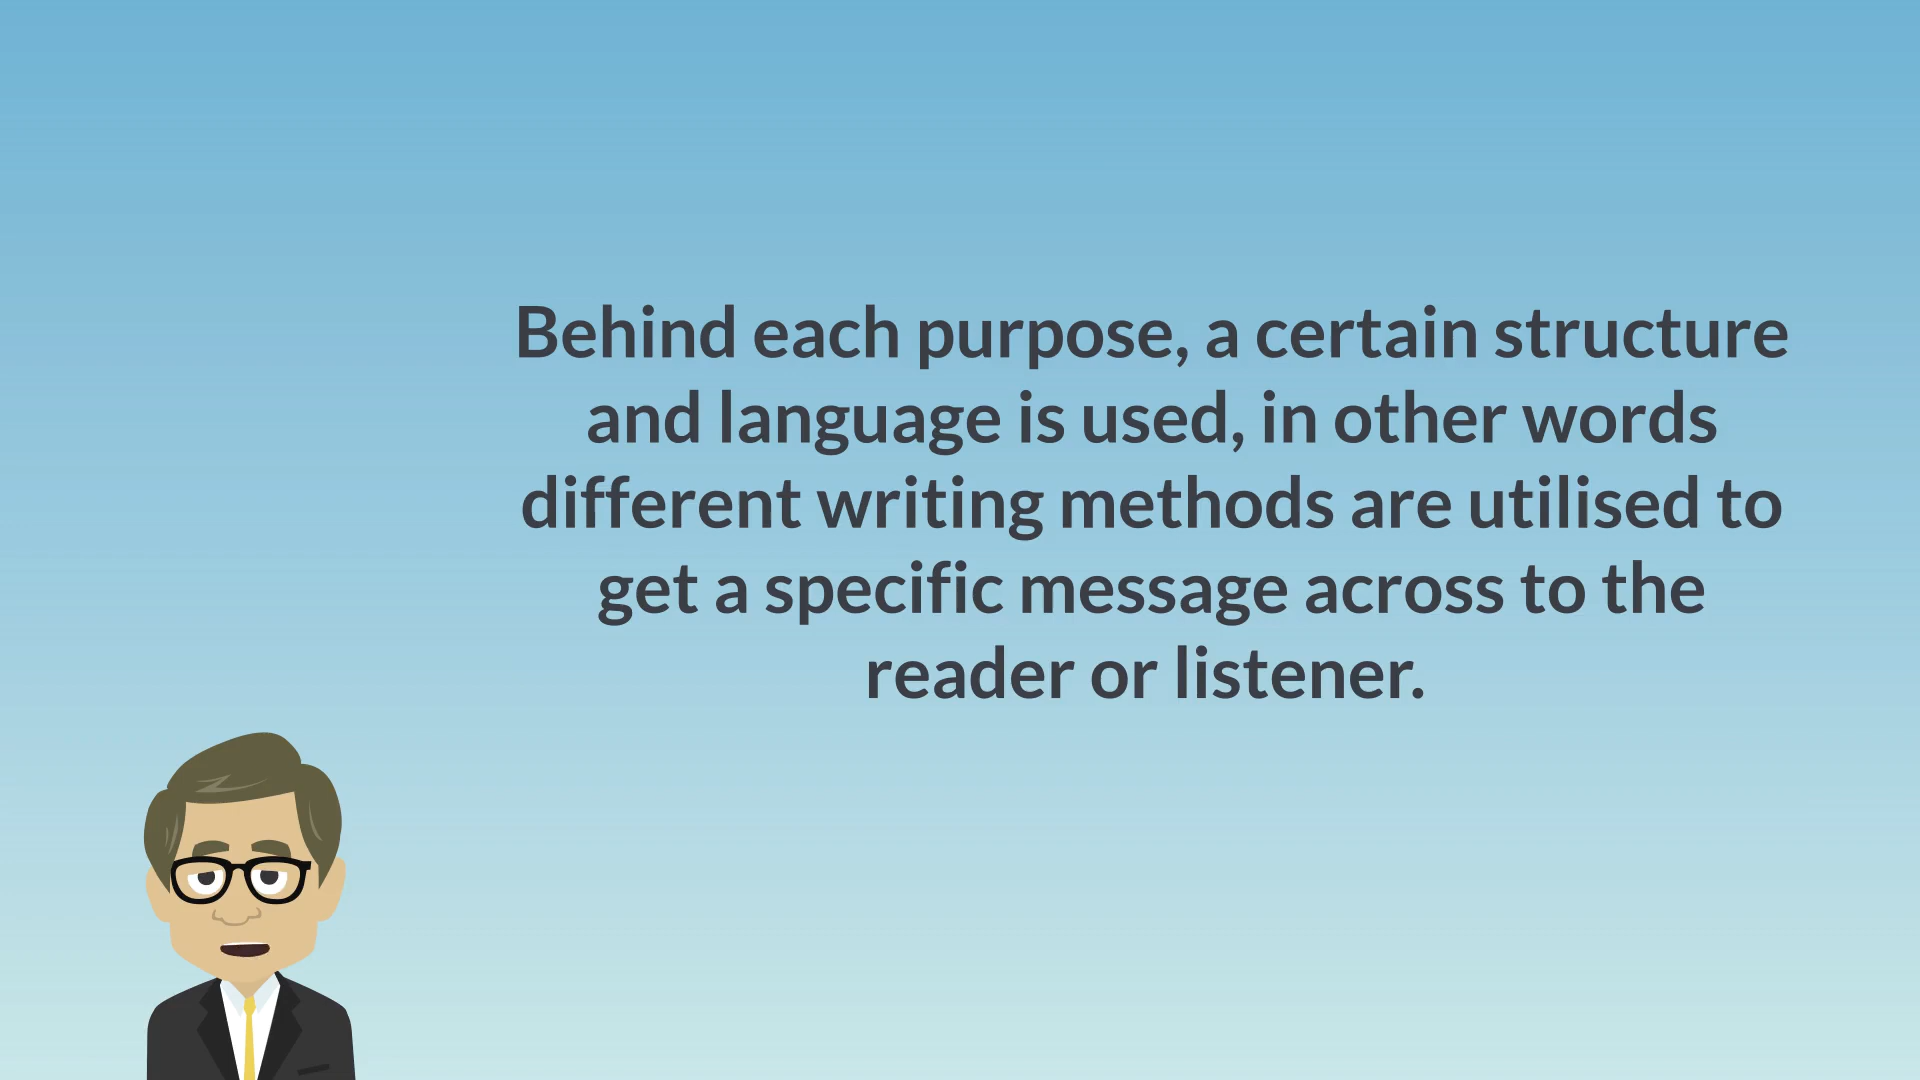 Behind each purpose, a certain structure
and language is used, in other words
different writing methods are utilised to
get a specific message across to the
reader or listener.